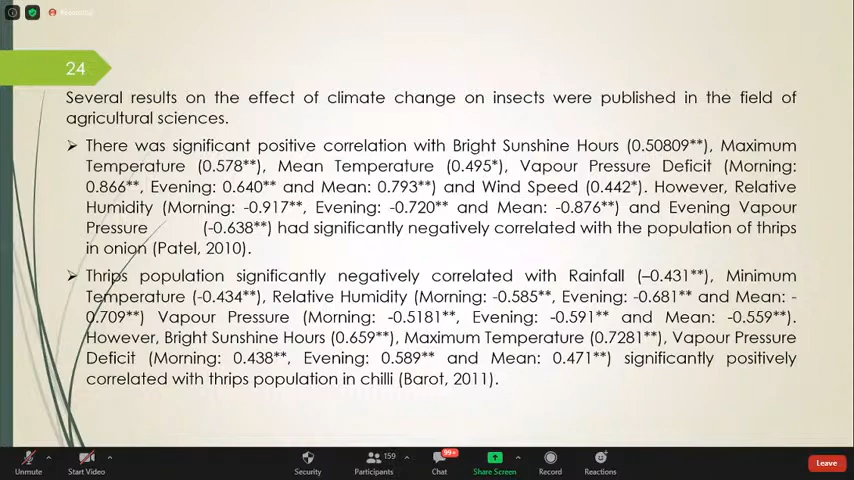 Recording
24
Several results on the effect of climate change on insects were published in the field of
agricultural sciences.
➤ There was significant positive correlation with Bright Sunshine Hours (0.50809**), Maximum
Temperature (0.578**), Mean Temperature (0.495*), Vapour Pressure Deficit (Morning:
0.866**, Evening: 0.640** and Mean: 0.793**) and Wind Speed (0.442*). However, Relative
Humidity (Morning: -0.917**, Evening: -0.720** and Mean: -0.876**) and Evening Vapour
Pressure (-0.638**) had significantly negatively correlated with the population of thrips
in onion (Patel, 2010).
➤ Thrips population significantly negatively correlated with Rainfall (–0.431**), Minimum
Temperature (-0.434**), Relative Humidity (Morning: -0.585**, Evening: -0.681** and Mean: -
0.709**) Vapour Pressure (Morning: -0.5181**, Evening: -0.591** and Mean: -0.559**).
However, Bright Sunshine Hours (0.659**), Maximum Temperature (0.7281**), Vapour Pressure
Deficit (Morning: 0.438**, Evening: 0.589** and Mean: 0.471**) significantly positively
correlated with thrips population in chilli (Barot, 2011).
159 99+
Unmute Start Video Security Participants Chat Share Screen Record Reactions Leave